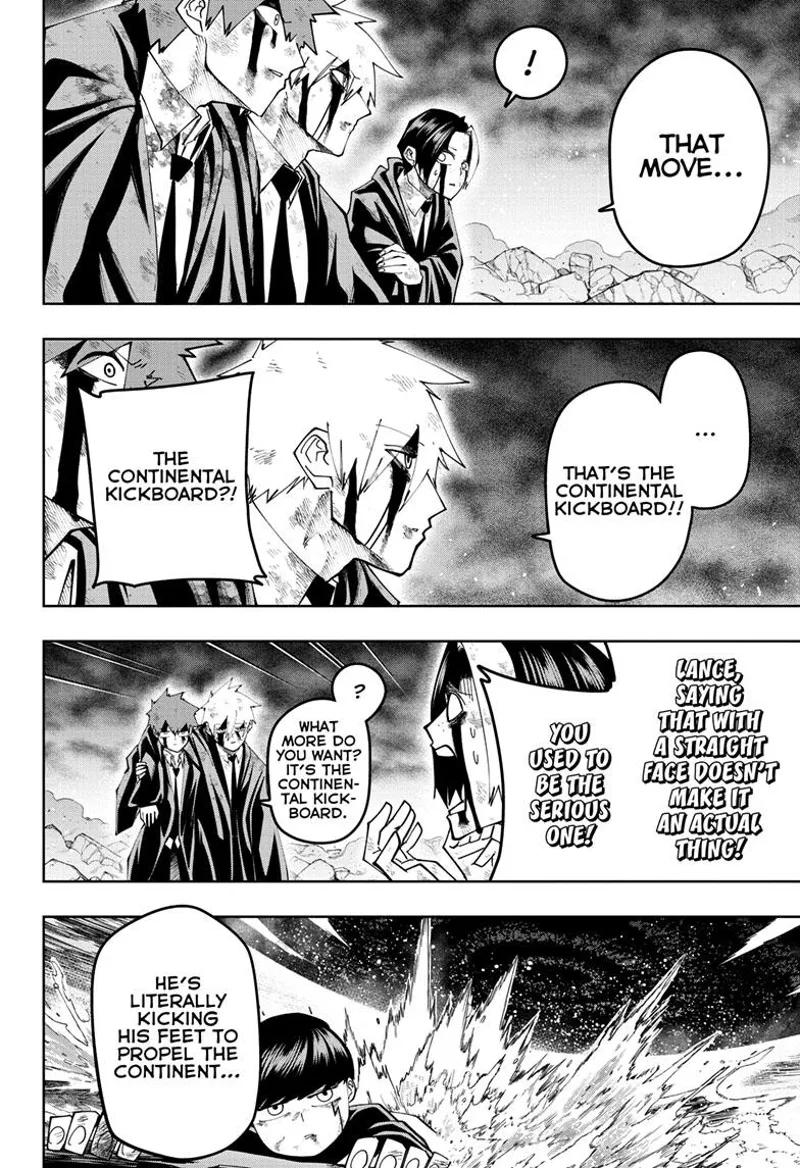 THAT
MOVE...
!
...
THAT'S THE
CONTINENTAL
KICKBOARD!!
THE
CONTINENTAL
KICKBOARD?!
LANCE,
SAYING
THAT WITH
A STRAIGHT
FACE DOESN'T
MAKE IT
AN ACTUAL
THING!
YOU
USED TO
BE THE
SERIOUS
ONE!
?
WHAT
MORE DO
YOU WANT?
IT'S THE
CONTINEN-
TAL KICK-
BOARD.
HE'S
LITERALLY
KICKING
HIS FEET TO
PROPEL THE
CONTINENT...